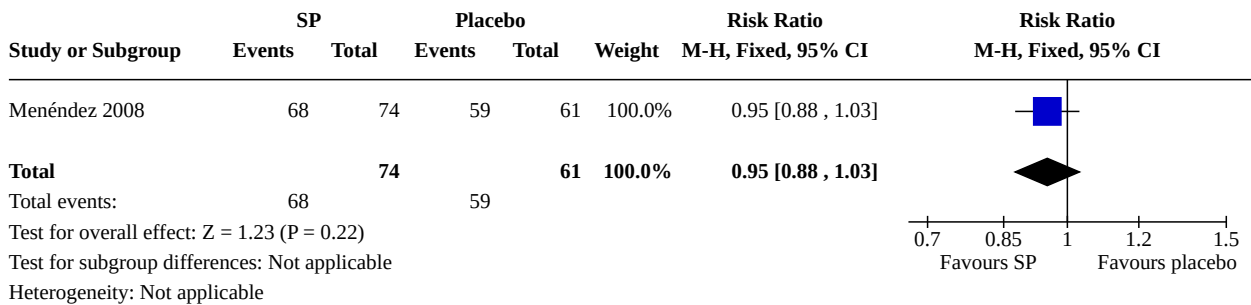 SP Placebo Risk Ratio Risk Ratio
Study or Subgroup Events Total Events Total Weight M-H, Fixed, 95% CI M-H, Fixed, 95% CI
Menéndez 2008 68 74 59 61 100.0% 0.95 [0.88 , 1.03]
Total 74 61 100.0% 0.95 [0.88 , 1.03]
Total events: 68 59
Test for overall effect: Z = 1.23 (P = 0.22) 0.7 0.85 1 1.2 1.5
Test for subgroup differences: Not applicable Favours SP Favours placebo
Heterogeneity: Not applicable